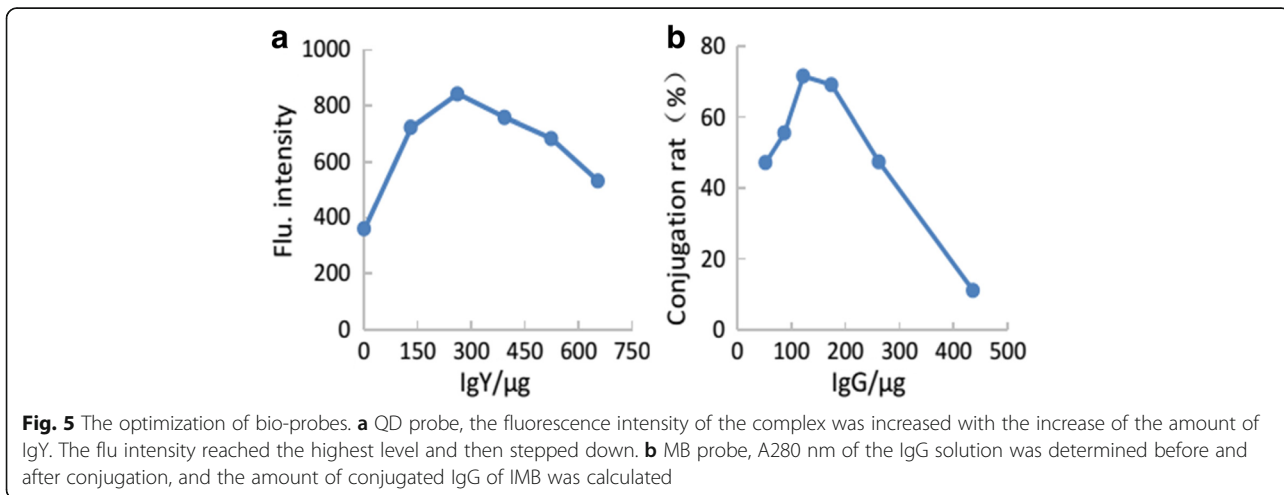 a
1000
800
600
400
200
0
Flu. intensity
0 150 300 450 600 750
IgY/μg
b
80
60
40
20
0
Conjugation rat（%）
0 100 200 300 400 500
IgG/μg
Fig. 5 The optimization of bio-probes. a QD probe, the fluorescence intensity of the complex was increased with the increase of the amount of
IgY. The flu intensity reached the highest level and then stepped down. b MB probe, A280 nm of the IgG solution was determined before and
after conjugation, and the amount of conjugated IgG of IMB was calculated